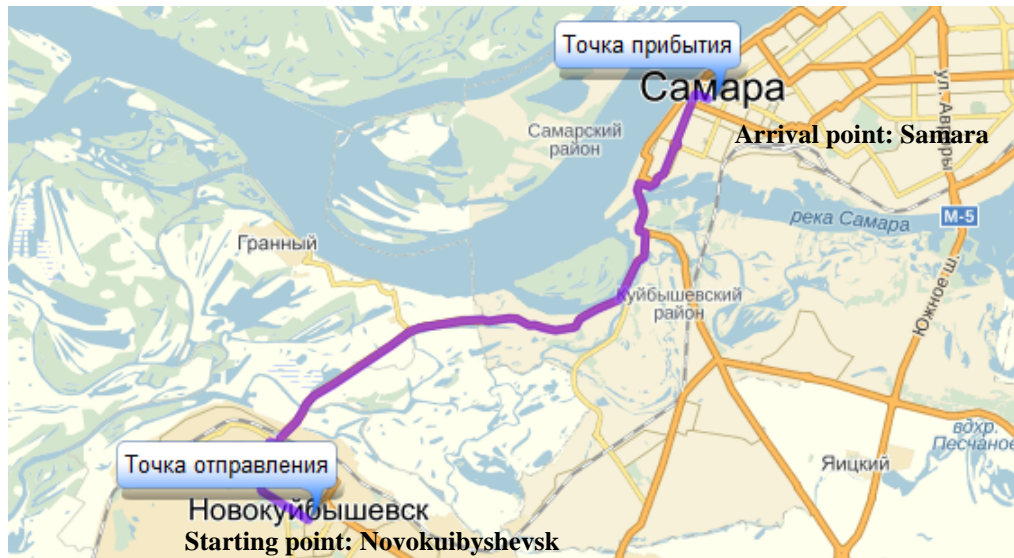 Точка прибытия
Самара
Arrival point: Samara
ул. Авроры
Самарский
район
М-5
река Самара
Гранный
Южное ш.
Куйбышевский
район
вдхр.
Песчаное
Яицкий
Точка отправления
Новокуйбышевск
Starting point: Novokuibyshevsk